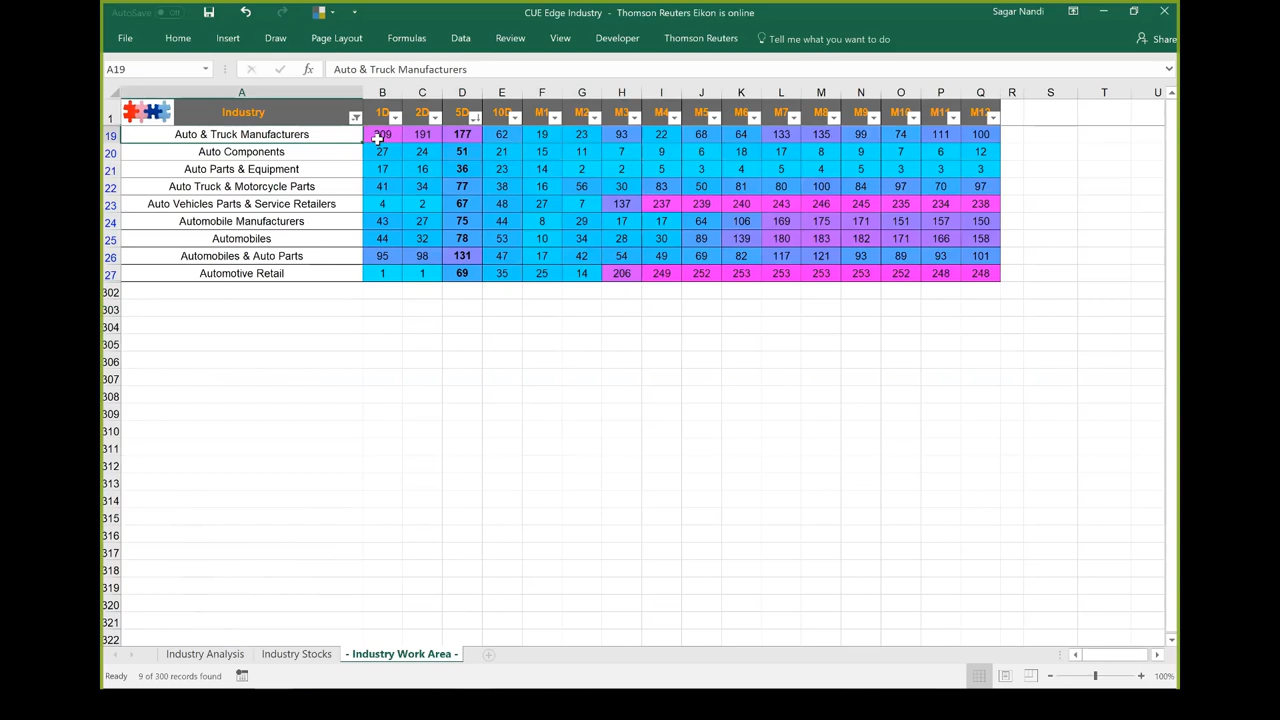 AutoSave Off CUE Edge Industry - Thomson Reuters Eikon is online Sagar Nandi
File Home Insert Draw Page Layout Formulas Data Review View Developer Thomson Reuters Tell me what you want to do Share
A19 fx Auto & Truck Manufacturers
A B C D E F G H I J K L M N O P Q R S T U
1 Industry 1D 2D 5D 10D M1 M2 M3 M4 M5 M6 M7 M8 M9 M10 M11 M12
19 Auto & Truck Manufacturers 191 177 62 19 23 93 22 68 64 133 135 99 74 111 100
20 Auto Components 27 24 51 21 15 11 7 9 6 18 17 8 9 7 6 12
21 Auto Parts & Equipment 17 16 36 23 14 2 2 5 3 4 5 4 5 3 3 3
22 Auto Truck & Motorcycle Parts 41 34 77 38 16 56 30 83 50 81 80 100 84 97 70 97
23 Auto Vehicles Parts & Service Retailers 4 2 67 48 27 7 137 237 239 240 243 246 245 235 234 238
24 Automobile Manufacturers 43 27 75 44 8 29 17 17 64 106 169 175 171 151 157 150
25 Automobiles 44 32 78 53 10 34 28 30 89 139 180 183 182 171 166 158
26 Automobiles & Auto Parts 95 98 131 47 17 42 54 49 69 82 117 121 93 89 93 101
27 Automotive Retail 1 1 69 35 25 14 206 249 252 253 253 253 253 252 248 248
302
303
304
305
306
307
308
309
310
311
312
313
314
315
316
317
318
319
320
321
322
Industry Analysis Industry Stocks - Industry Work Area -
Ready 9 of 300 records found 100%